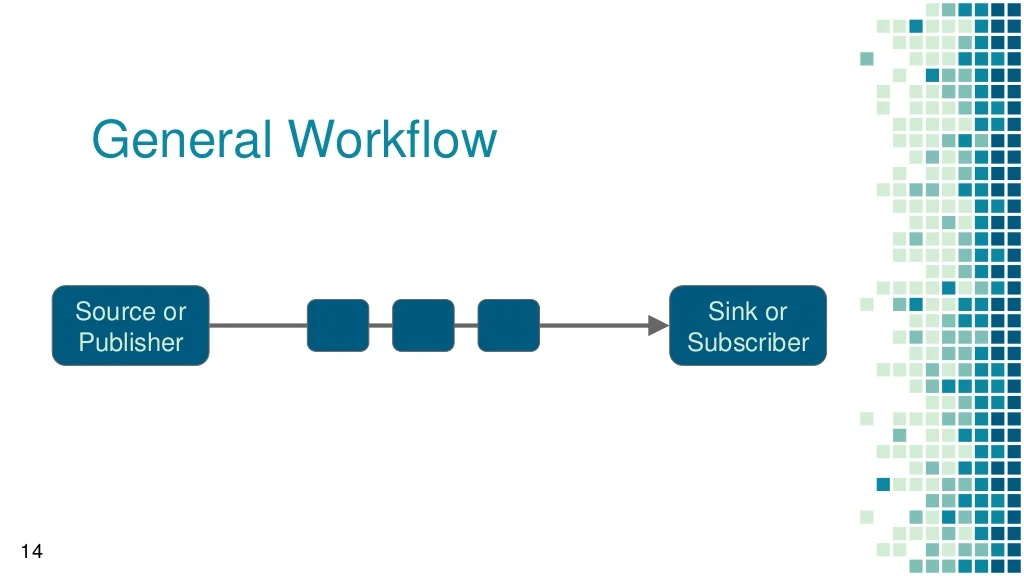 General Workflow
Source or
Publisher
Sink or
Subscriber
14